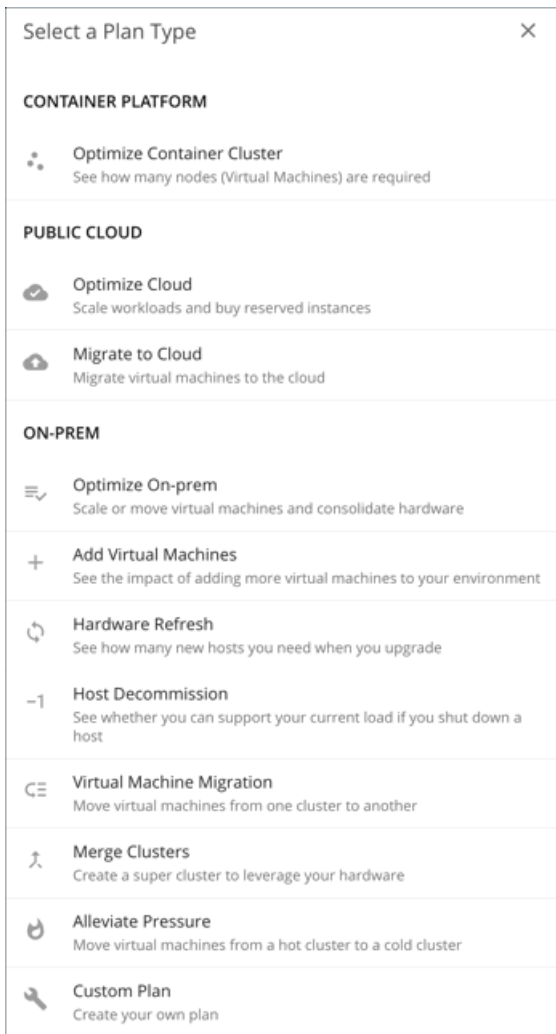 Select a Plan Type
CONTAINER PLATFORM
Optimize Container Cluster
See how many nodes (Virtual Machines) are required
PUBLIC CLOUD
Optimize Cloud
Scale workloads and buy reserved instances
Migrate to Cloud
Migrate virtual machines to the cloud
ON-PREM
Optimize On-prem
Scale or move virtual machines and consolidate hardware
Add Virtual Machines
See the impact of adding more virtual machines to your environment
Hardware Refresh
See how many new hosts you need when you upgrade
-1
Host Decommission
See whether you can support your current load if you shut down a
host
Virtual Machine Migration
Move virtual machines from one cluster to another
Merge Clusters
Create a super cluster to leverage your hardware
Alleviate Pressure
Move virtual machines from a hot cluster to a cold cluster
Custom Plan
Create your own plan